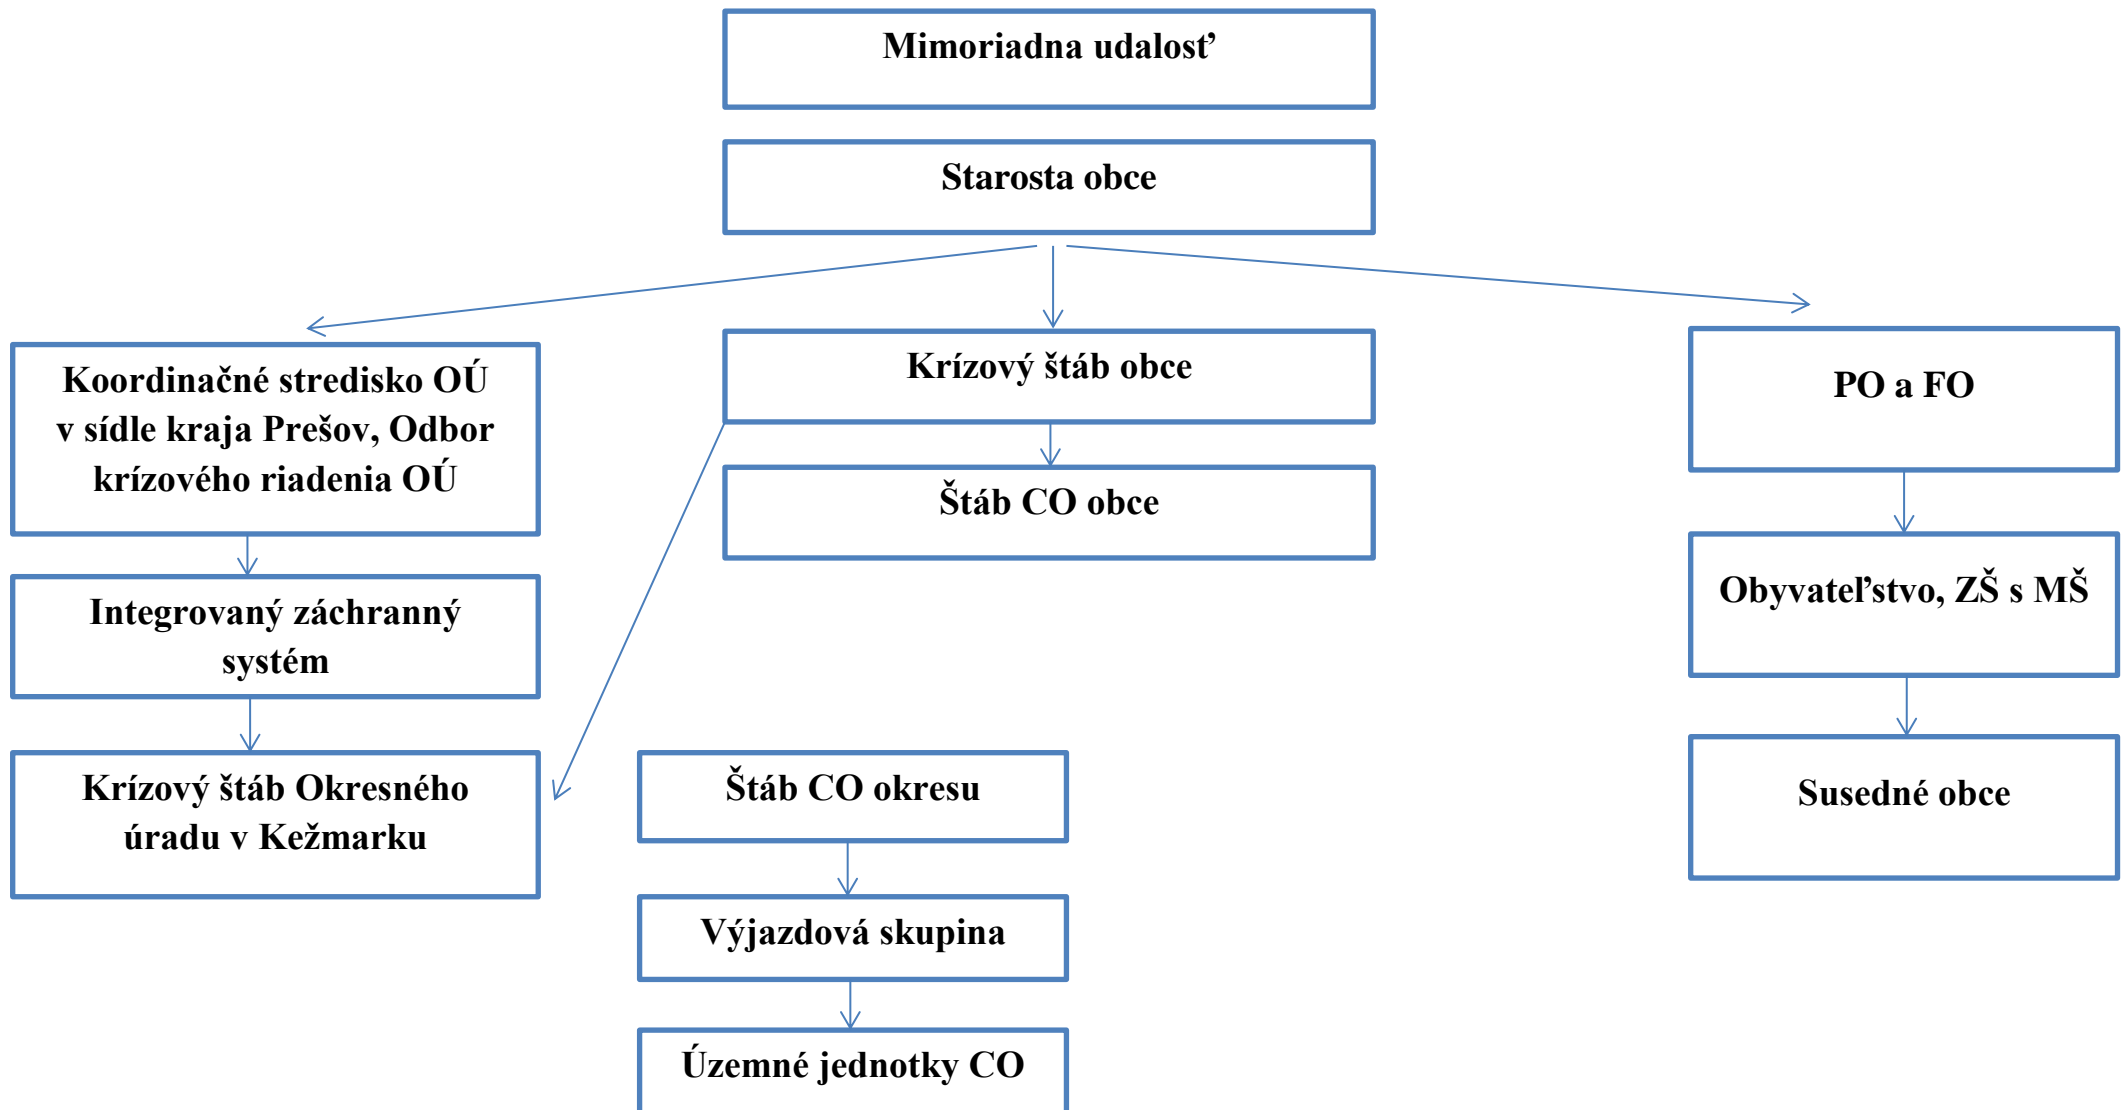 Mimoriadna udalosť
Starosta obce
Koordinačné stredisko OÚ
v sídle kraja Prešov, Odbor
krízového riadenia OÚ
Integrovaný záchranný
systém
Krízový štáb Okresného
úradu v Kežmarku
Krízový štáb obce
Štáb CO obce
Štáb CO okresu
Výjazdová skupina
Územné jednotky CO
PO a FO
Obyvateľstvo, ZŠ s MŠ
Susedné obce